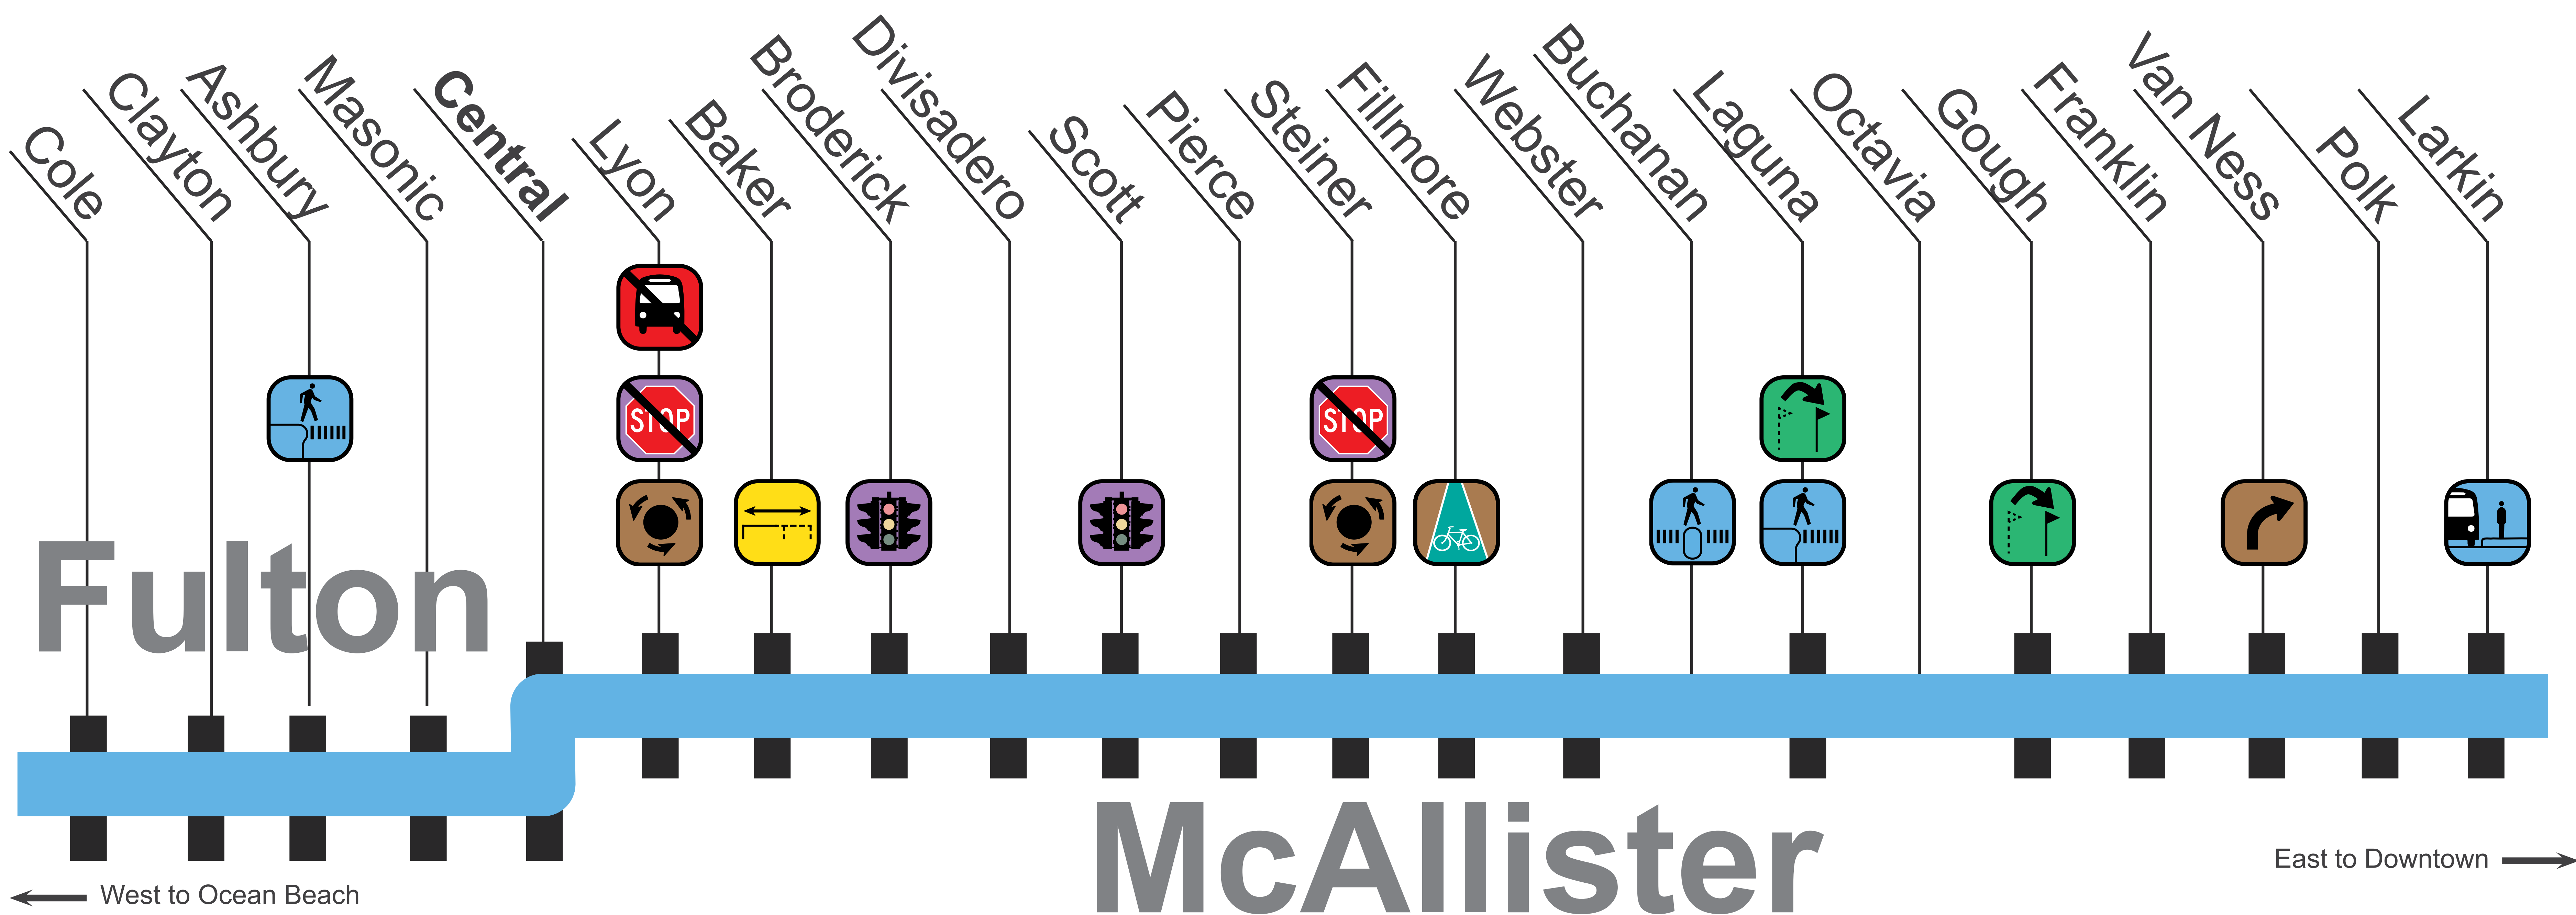 Cole
Clayton
Ashbury
Masonic
Central
Lyon
Baker
Broderick
Divisadero
Scott
Pierce
Steiner
Fillmore
Webster
Buchanan
Laguna
Octavia
Gough
Franklin
Van Ness
Polk
Larkin
STOP
STOP
Fulton
McAllister
West to Ocean Beach
East to Downtown